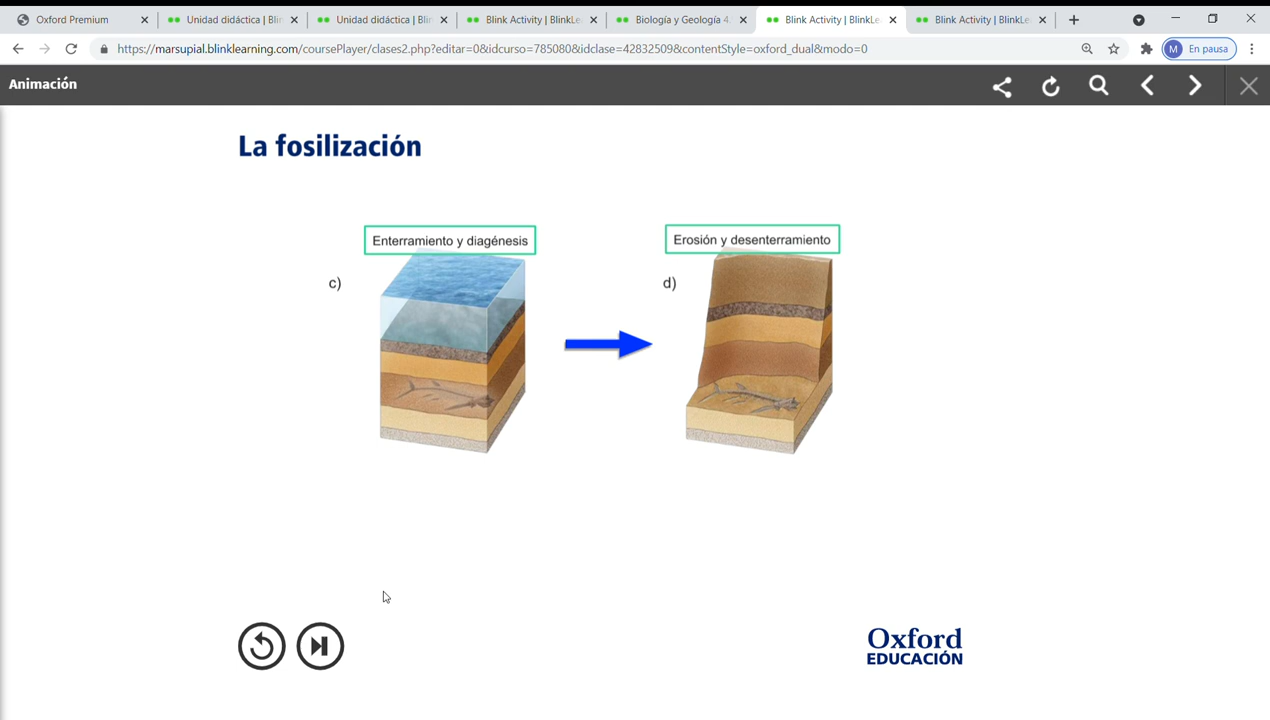 Oxford Premium
Unidad didáctica | Blin
Unidad didáctica | Blin
Blink Activity | BlinkLe
Biología y Geología 4.
Blink Activity | BlinkLe
Blink Activity | BlinkLe
https://marsupial.blinklearning.com/coursePlayer/clases2.php?editar=0&idcurso=785080&idclase=42832509&contentStyle=oxford_dual&modo=0
M En pausa
Animación
La fosilización
Enterramiento y diagénesis
Erosión y desenterramiento
c)
d)
Oxford
EDUCACIÓN